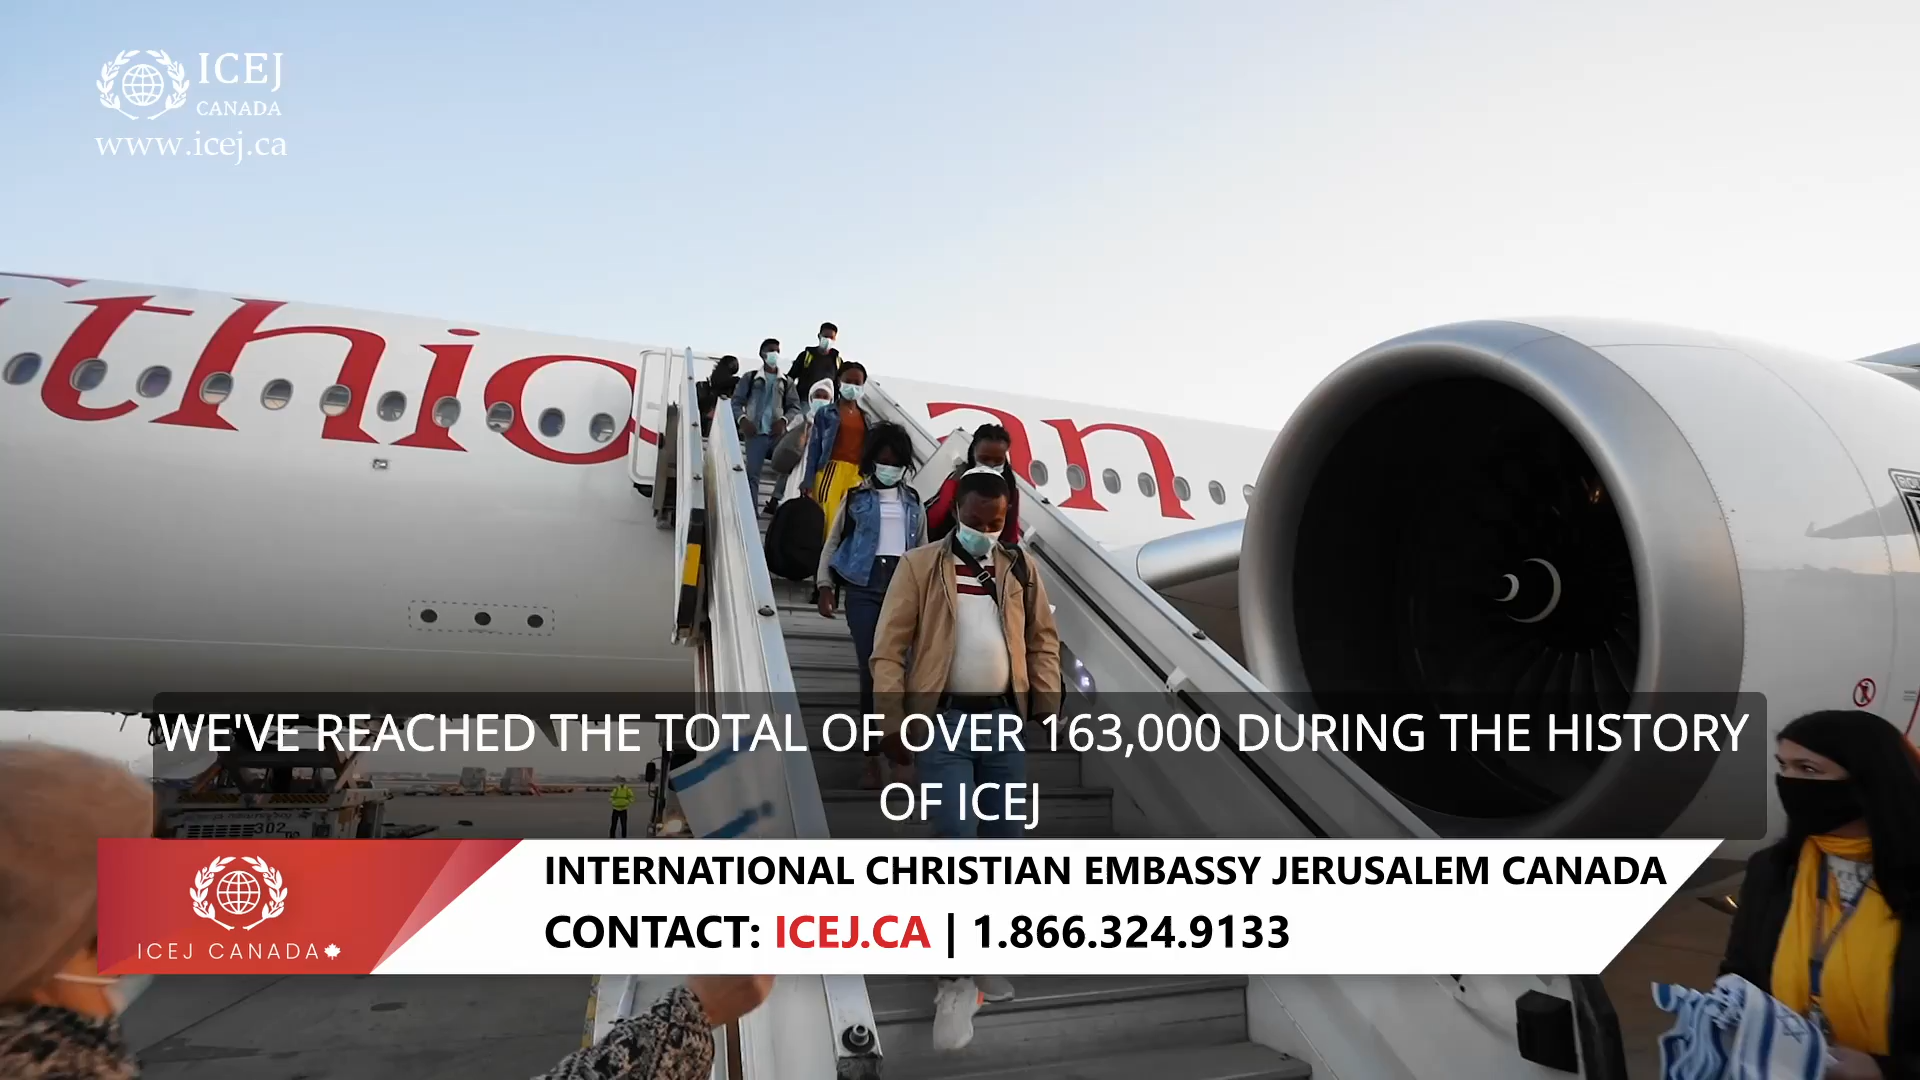 ICEJ
CANADA
www.icej.ca
thio an
WE'VE REACHED THE TOTAL OF OVER 163,000 DURING THE HISTORY
OF ICEJ
302
INTERNATIONAL CHRISTIAN EMBASSY JERUSALEM CANADA
CONTACT: ICEJ.CA | 1.866.324.9133
ICEJ CANADA